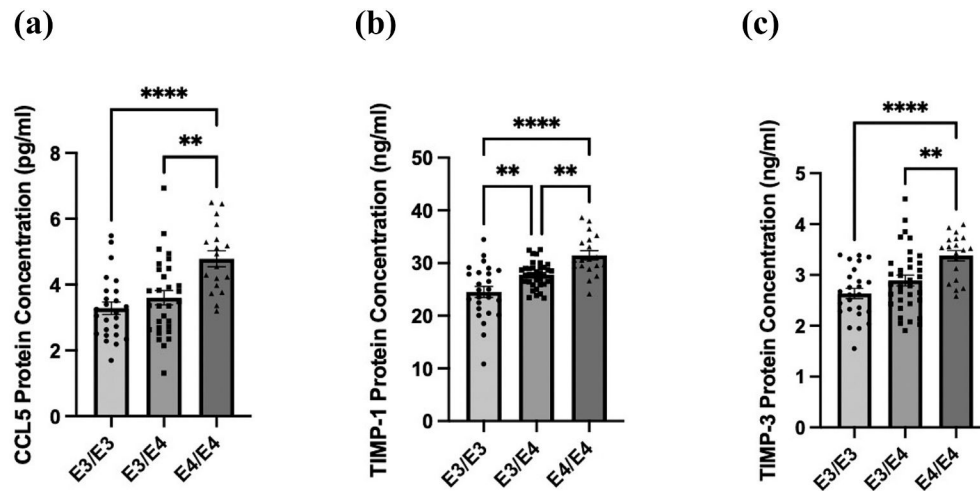 (a)
CCL5 Protein Concentration (pg/ml)
8
6
4
2
0
****
**
E3/E3
E3/E4
E4/E4
(b)
TIMP-1 Protein Concentration (ng/ml)
50
40
30
20
10
0
****
**
**
E3/E3
E3/E4
E4/E4
(c)
TIMP-3 Protein Concentration (ng/ml)
5
4
3
2
1
0
****
**
E3/E3
E3/E4
E4/E4